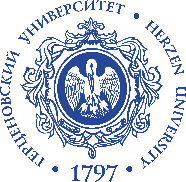 ГЕРЦЕНОВСКИЙ УНИВЕРСИТЕТ • HERZEN UNIVERSITY
• 1797 •